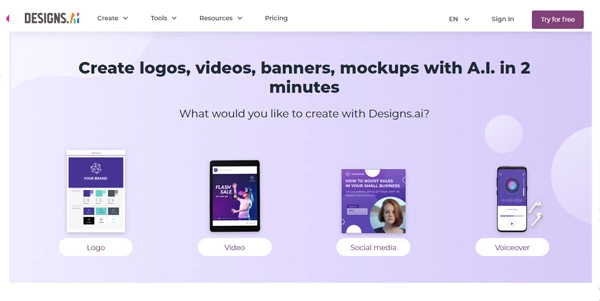 DESIGNS.Ai Create Tools Resources Pricing EN Sign In Try for free
Create logos, videos, banners, mockups with A.I. in 2
minutes
What would you like to create with Designs.ai?
YOUR BRAND
FLASH
SALE
HOW TO BOOST SALES
IN YOUR SMALL BUSINESS
Logo Video Social media Voiceover